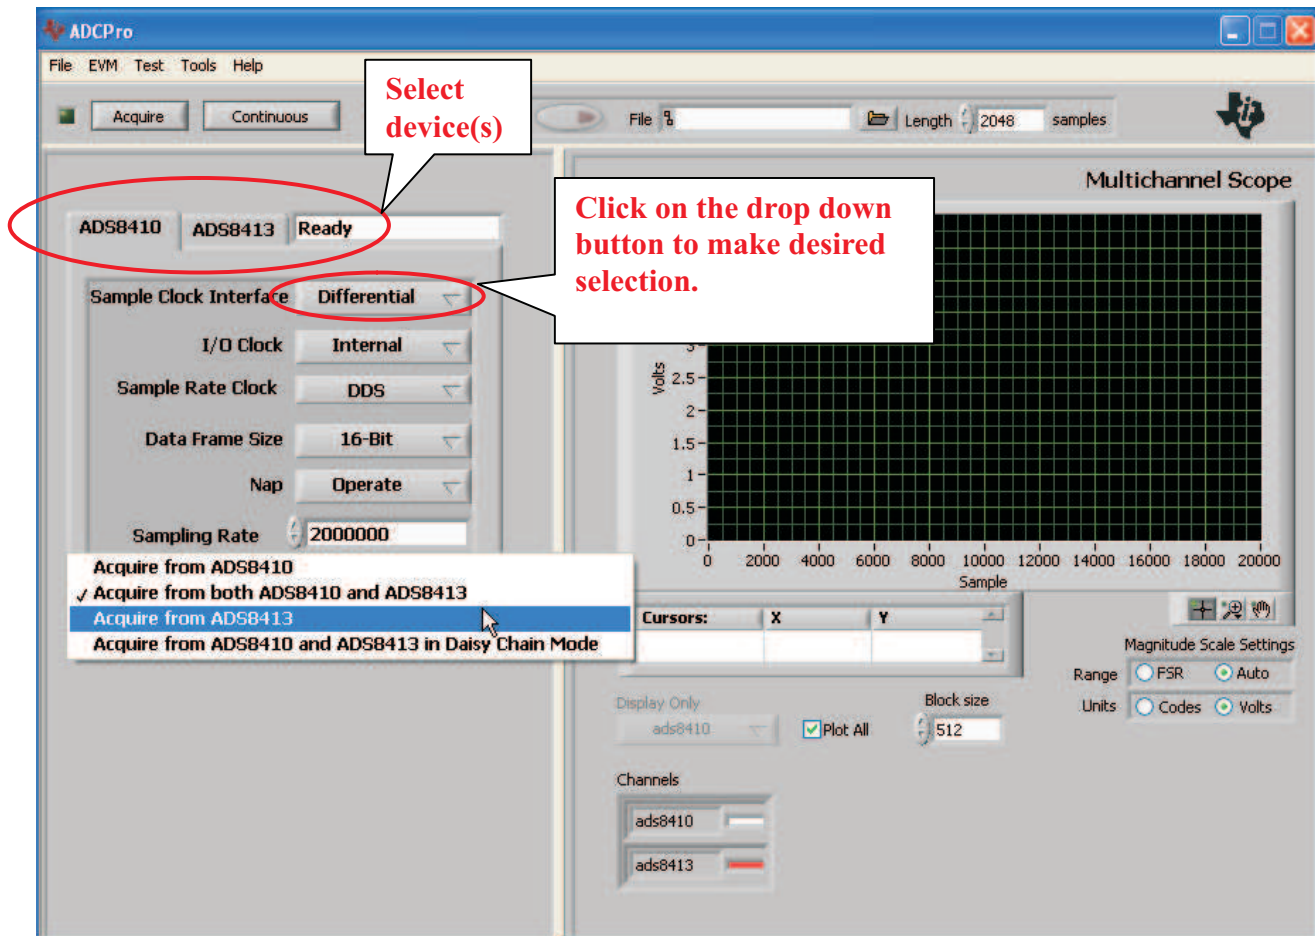 ADCPro
File EVM Test Tools Help
Select
device(s)
Acquire Continuous File Length 2048 samples
Multichannel Scope
Click on the drop down
button to make desired
selection.
ADS8410 ADS8413 Ready
Sample Clock Interface Differential
I/O Clock Internal
Sample Rate Clock DDS
Data Frame Size 16-Bit
Nap Operate
Sampling Rate 2000000
Acquire from ADS8410
Acquire from both ADS8410 and ADS8413
Acquire from ADS8413
Acquire from ADS8410 and ADS8413 in Daisy Chain Mode
Volts
3
2.5
2
1.5
1
0.5
0
0 2000 4000 6000 8000 10000 12000 14000 16000 18000 20000
Sample
Cursors: X Y
Magnitude Scale Settings
Range FSR Auto
Units Codes Volts
Display Only
ads8410
Plot All
Block size
512
Channels
ads8410
ads8413